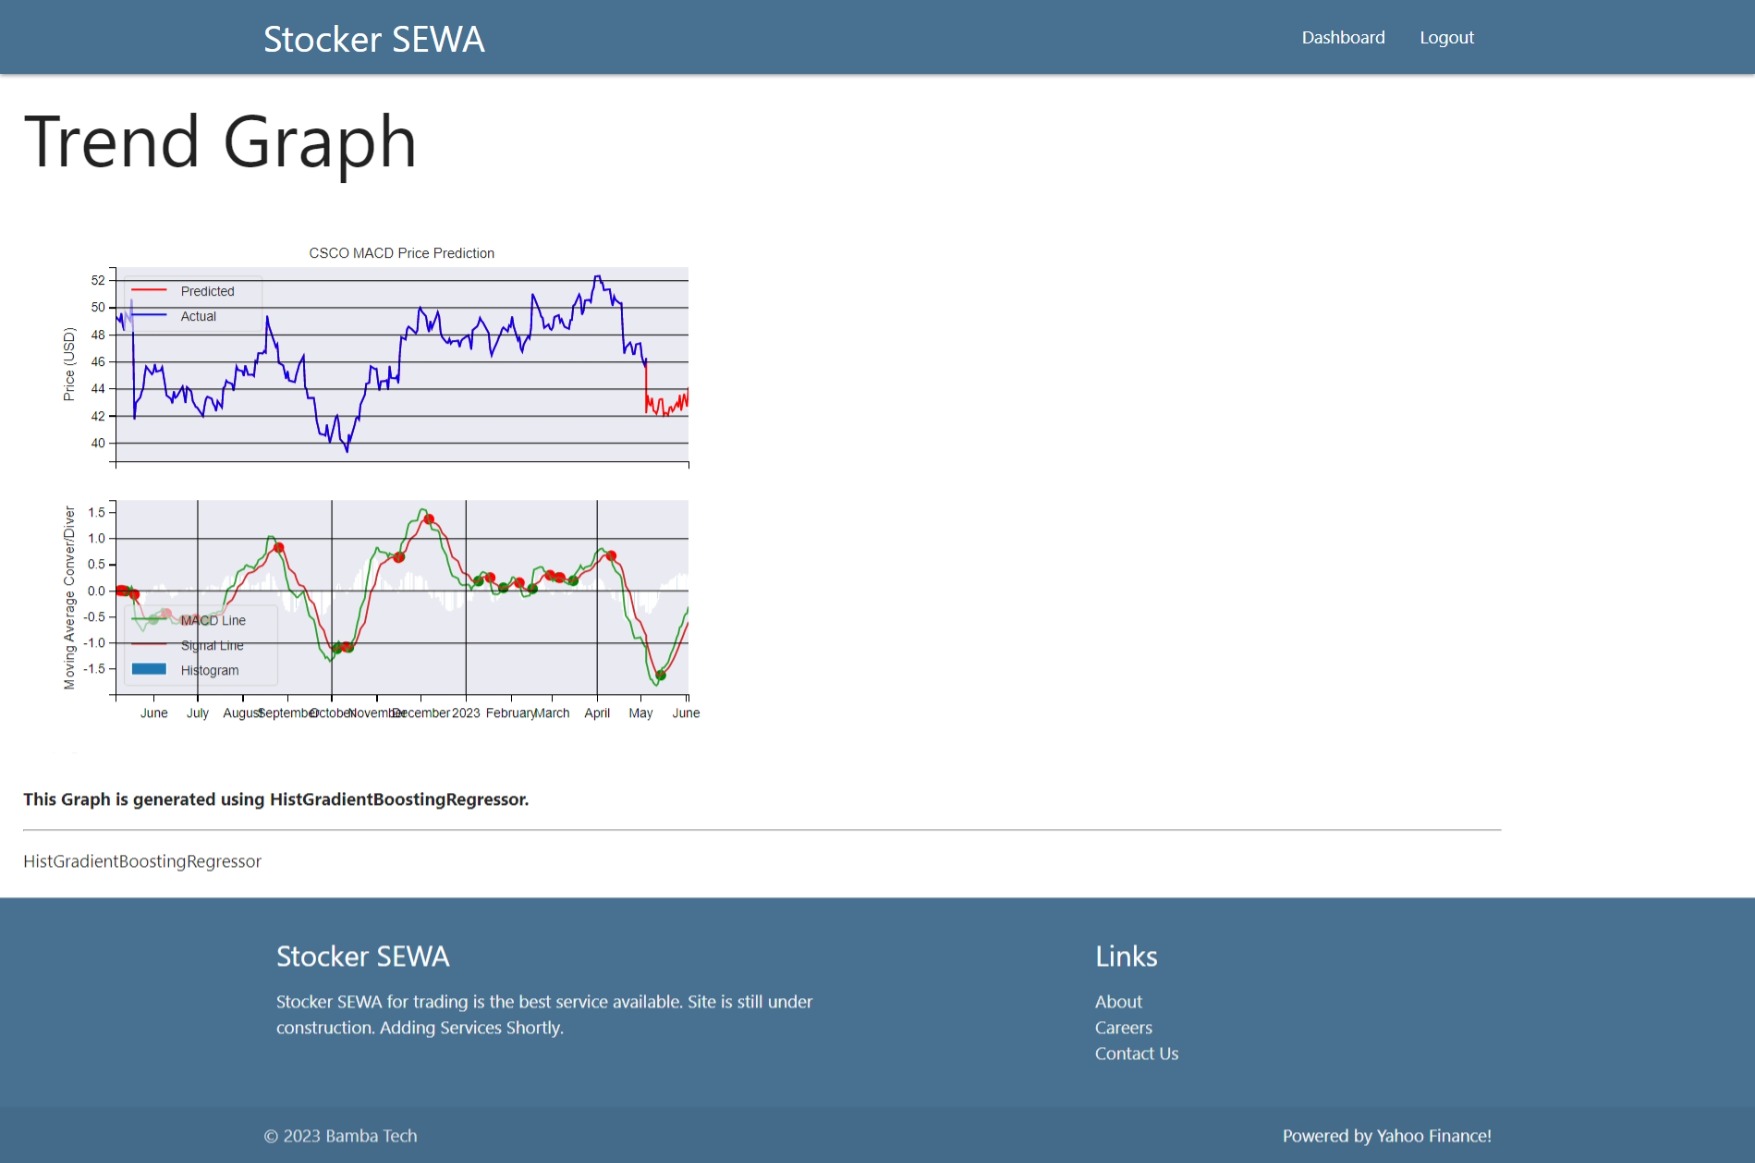 Stocker SEWA
Dashboard Logout
Trend Graph
CSCO MACD Price Prediction
Price (USD)
52
50
48
46
44
42
40
Predicted
Actual
Moving Average Conver/Diver
1.5
1.0
0.5
0.0
-0.5
-1.0
-1.5
MACD Line
Signal Line
Histogram
June July August September October November December 2023 February March April May June
This Graph is generated using HistGradientBoostingRegressor.
HistGradientBoostingRegressor
Stocker SEWA
Stocker SEWA for trading is the best service available. Site is still under
construction. Adding Services Shortly.
Links
About
Careers
Contact Us
© 2023 Bamba Tech
Powered by Yahoo Finance!